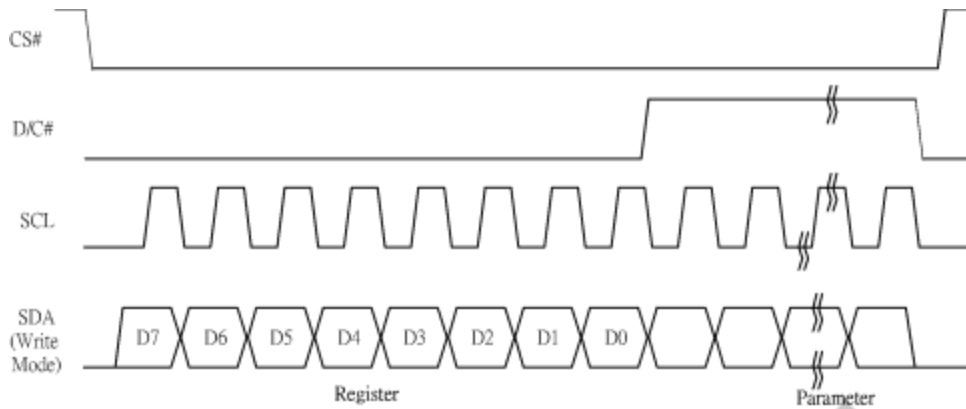 CS#
D/C#
SCL
SDA
(Write
Mode)
D7 D6 D5 D4 D3 D2 D1 D0
Register Parameter